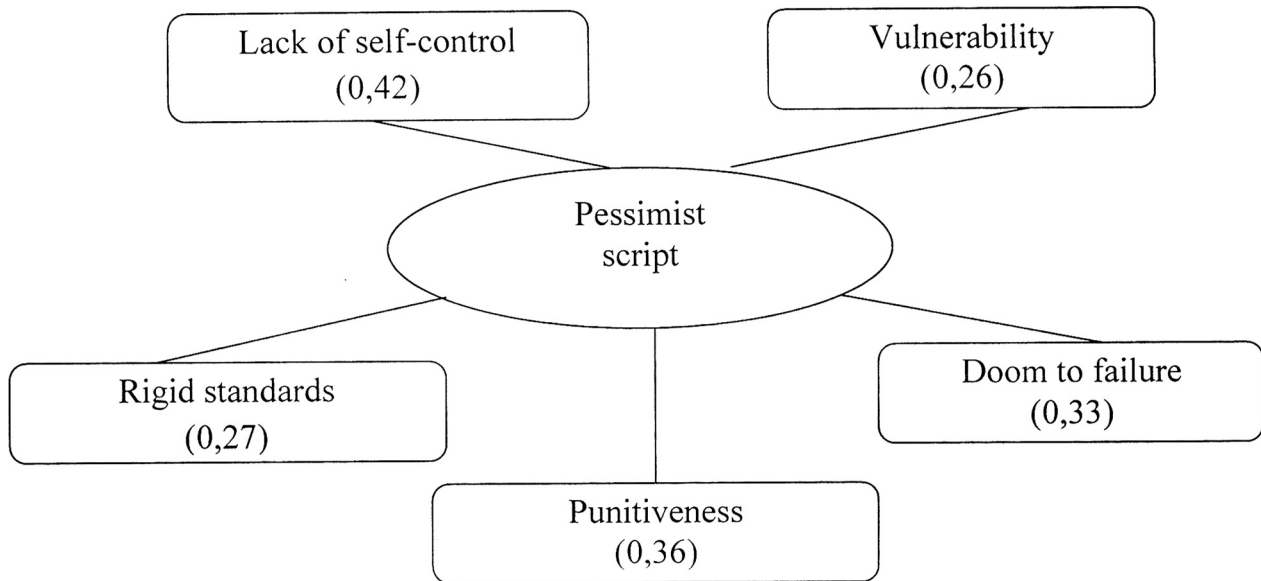 Lack of self-control
(0,42)
Vulnerability
(0,26)
Pessimist
script
Rigid standards
(0,27)
Doom to failure
(0,33)
Punitiveness
(0,36)